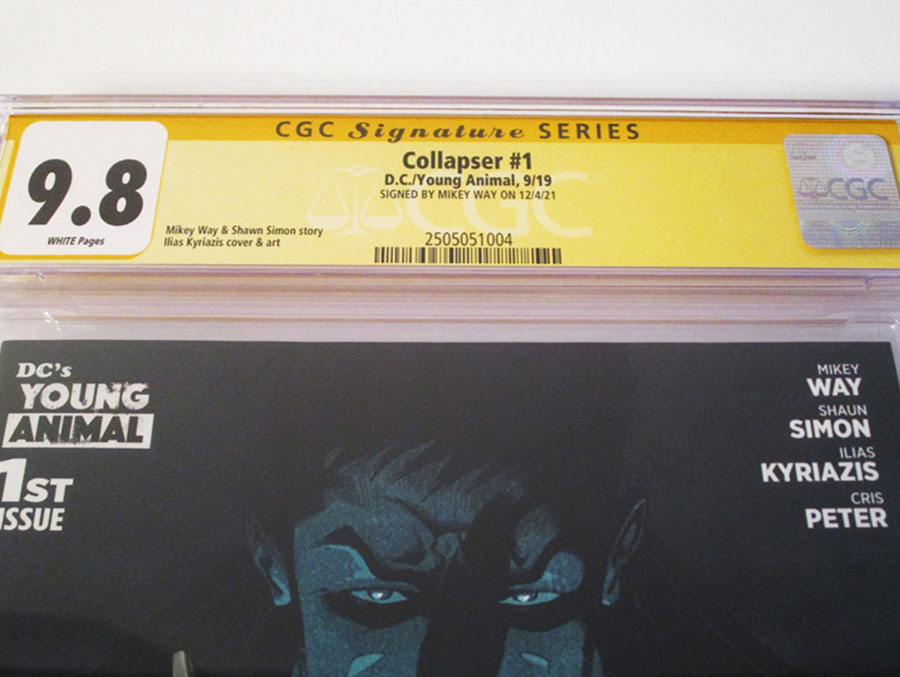 CGC Signature SERIES
9.8
WHITE Pages
Collapser #1
D.C./Young Animal, 9/19
SIGNED BY MIKEY WAY ON 12/4/21
Mikey Way & Shawn Simon story
Ilias Kyriazis cover & art
2505051004
CGC
CGC
DC's
YOUNG
ANIMAL
1ST
ISSUE
MIKEY
WAY
SHAUN
SIMON
ILIAS
KYRIAZIS
CRIS
PETER